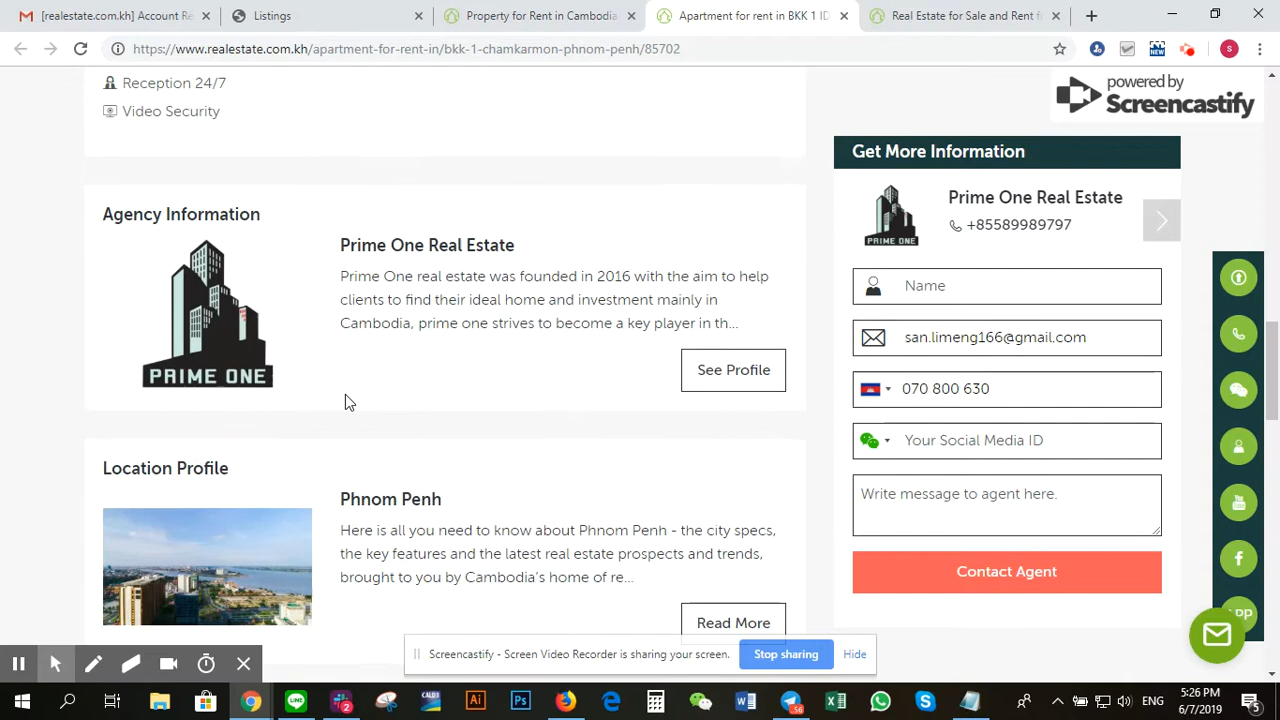 [realestate.com.kh] Account Re
Listings
Property for Rent in Cambodia
Apartment for rent in BKK 1 ID
Real Estate for Sale and Rent f
https://www.realestate.com.kh/apartment-for-rent-in/bkk-1-chamkarmon-phnom-penh/85702
NEW
S
Reception 24/7
Video Security
powered by
Screencastify
Agency Information
PRIME ONE
Prime One Real Estate
Prime One real estate was founded in 2016 with the aim to help
clients to find their ideal home and investment mainly in
Cambodia, prime one strives to become a key player in th...
See Profile
Location Profile
Phnom Penh
Here is all you need to know about Phnom Penh - the city specs,
the key features and the latest real estate prospects and trends,
brought to you by Cambodia's home of re...
Read More
Get More Information
PRIME ONE
Prime One Real Estate
+85589989797
Name
san.limeng166@gmail.com
070 800 630
Your Social Media ID
Write message to agent here.
Contact Agent
APP
Screencastify - Screen Video Recorder is sharing your screen.
Stop sharing
Hide
LINE
2
CALDB
Ai
Ps
56
ENG
5:26 PM
6/7/2019
5